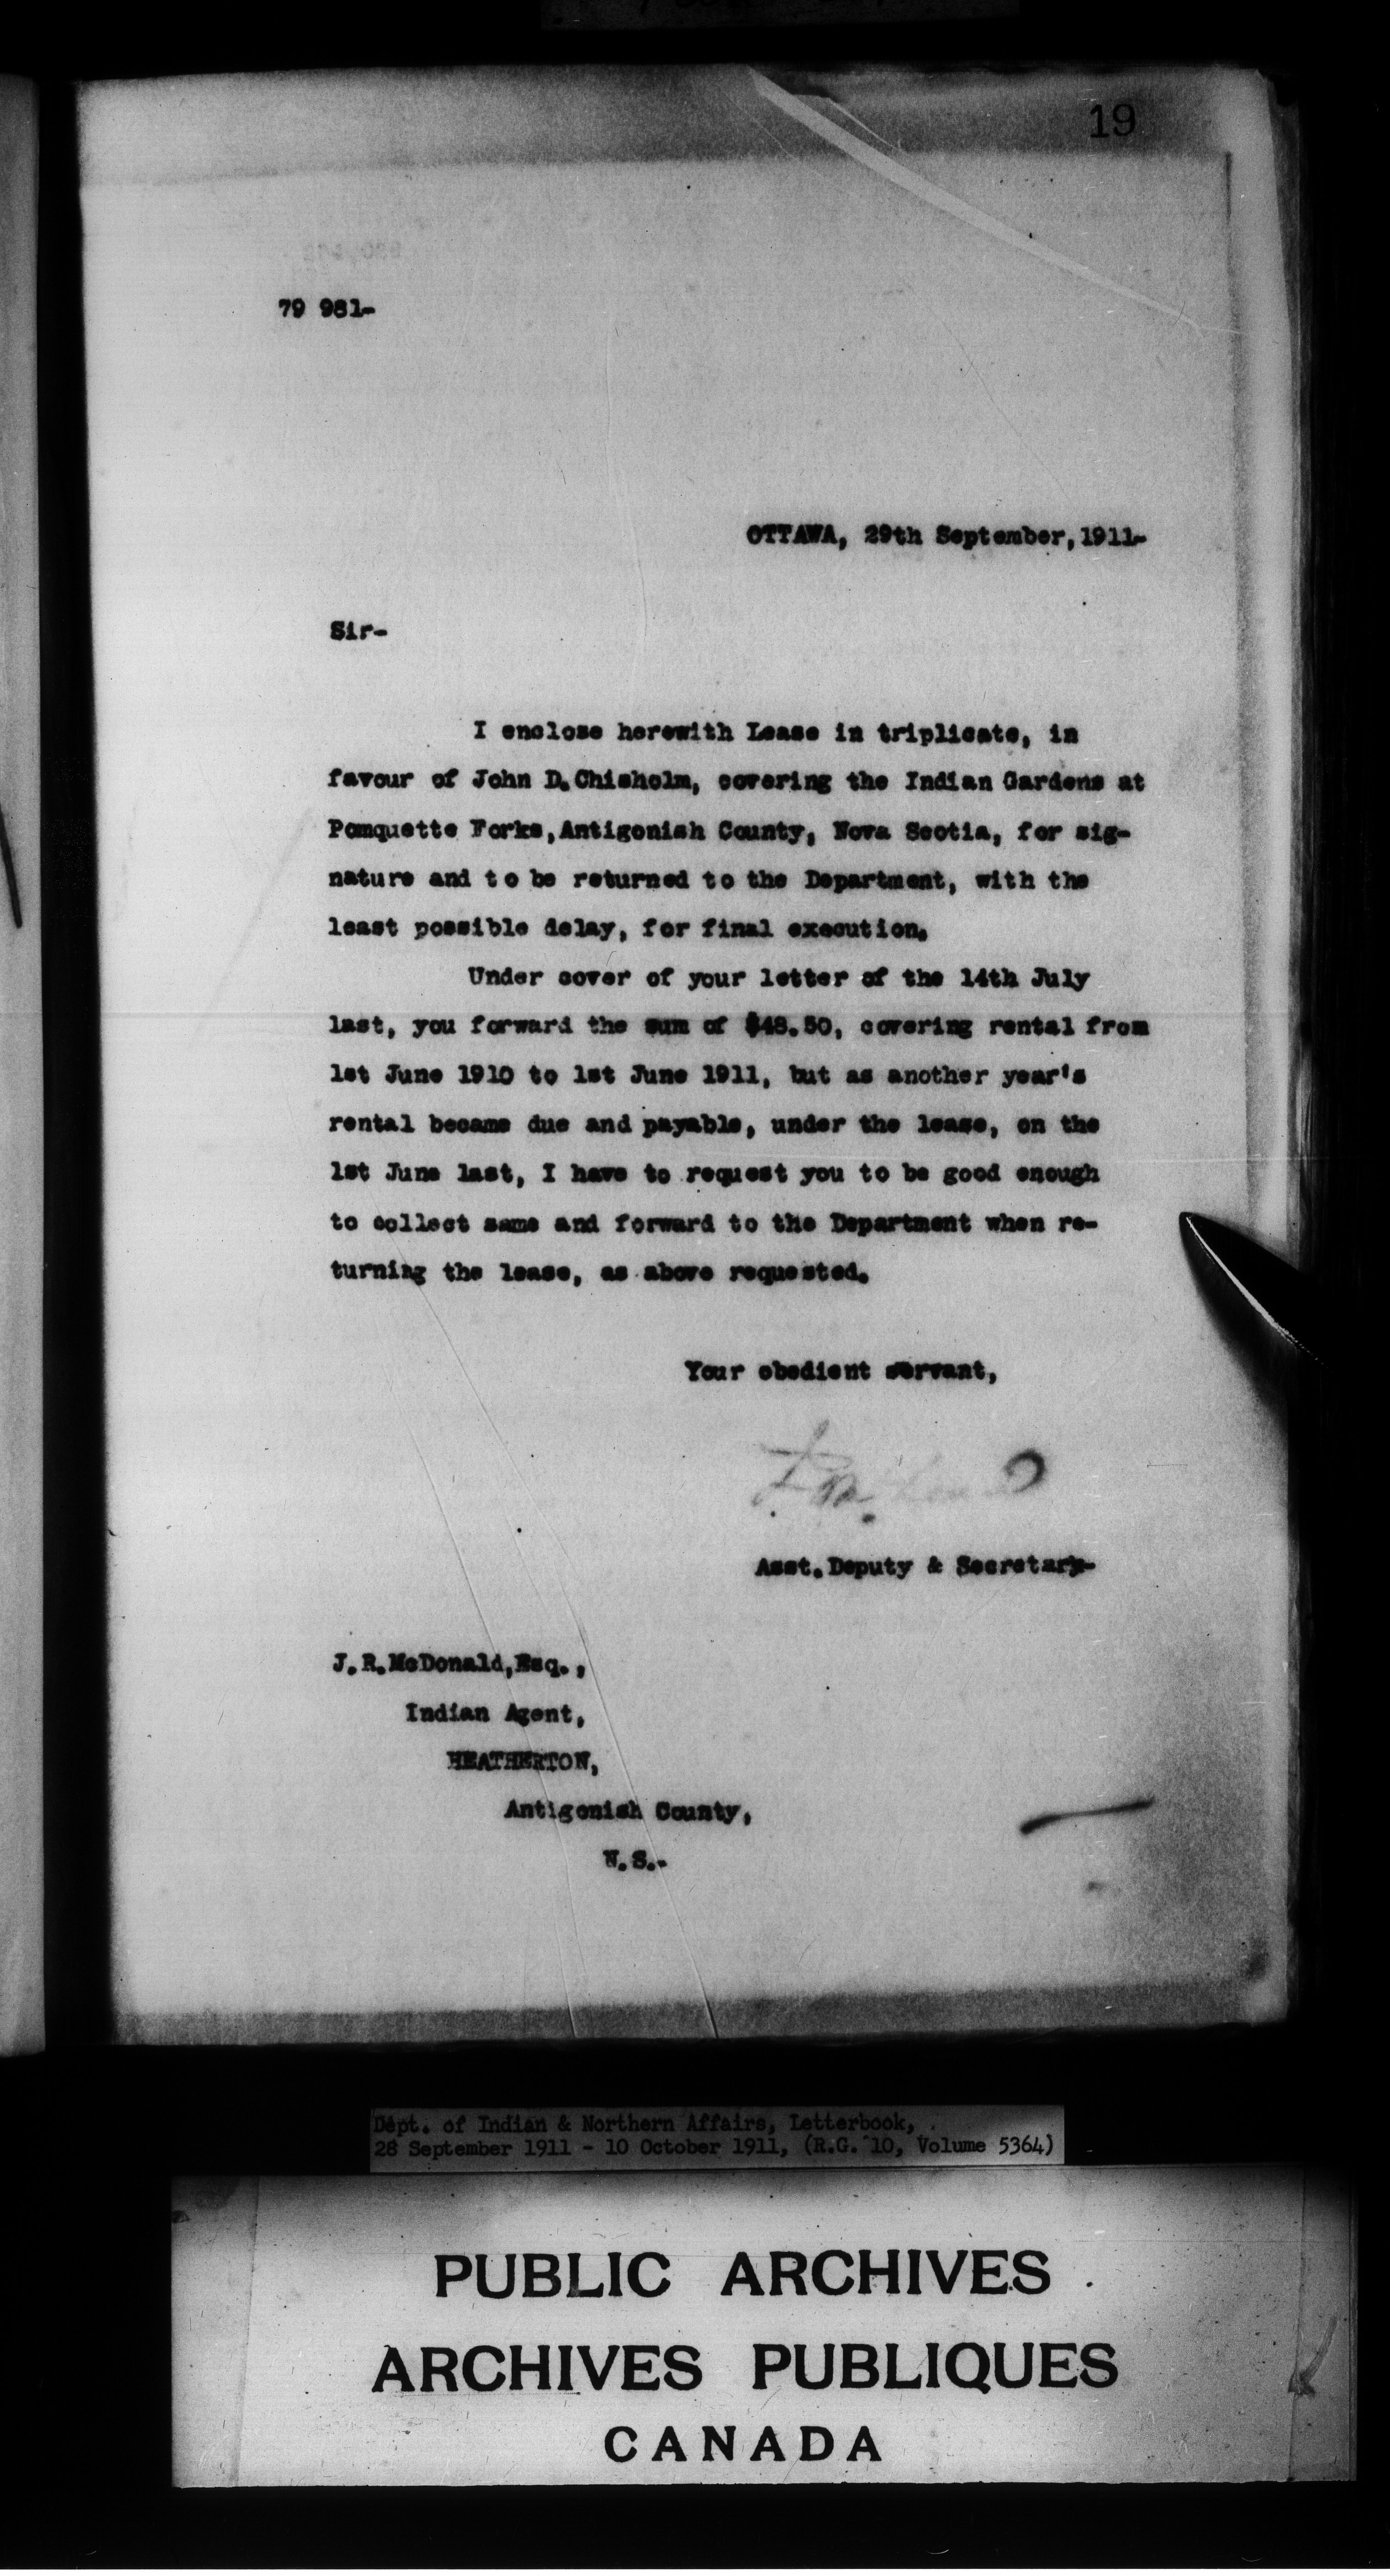 19
79 981-
OTTAWA, 29th September, 1911-
Sir-
I enclose herewith Lease in triplicate, in
favour of John D. Chisholm, covering the Indian Gardens at
Pomquette Forks, Antigonish County, Nova Scotia, for sig-
nature and to be returned to the Department, with the
least possible delay, for final execution.
Under cover of your letter of the 14th July
last, you forward the sum of $48.50, covering rental from
1st June 1910 to 1st June 1911, but as another year's
rental became due and payable, under the lease, on the
1st June last, I have to request you to be good enough
to collect same and forward to the Department when re-
turning the lease, as above requested.
Your obedient servant,
Asst. Deputy & Secretary-
J. R. McDonald, Esq.,
Indian Agent,
HEATHERTON,
Antigonish County,
N. S.-
Dept. of Indian & Northern Affairs, Letterbook,
28 September 1911 - 10 October 1911, (R.G. 10, Volume 5364)
PUBLIC ARCHIVES
ARCHIVES PUBLIQUES
CANADA